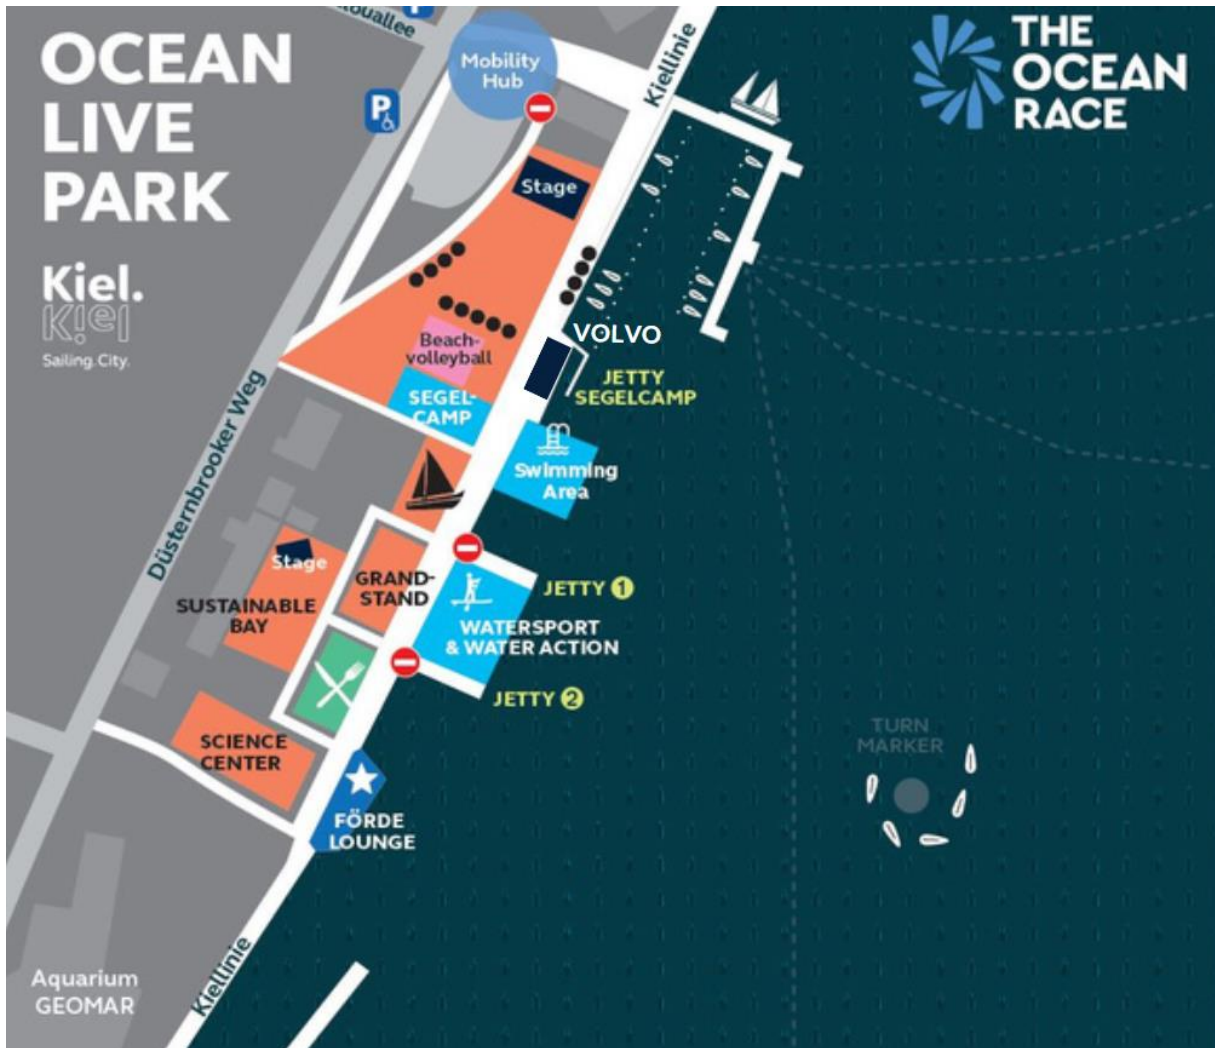 OCEAN
LIVE
PARK
Kiel.
Kiel
Sailing.City.
THE
OCEAN
RACE
P
Mobility
Hub
Kiellinie
P
Stage
Beach-
volleyball
SEGEL-
CAMP
VOLVO
JETTY
SEGELCAMP
Swimming
Area
Düsternbrooker Weg
Stage
SUSTAINABLE
BAY
GRAND-
STAND
JETTY 1
WATERSPORT
& WATER ACTION
JETTY 2
SCIENCE
CENTER
FÖRDE
LOUNGE
TURN
MARKER
Aquarium
GEOMAR
Kiellinie